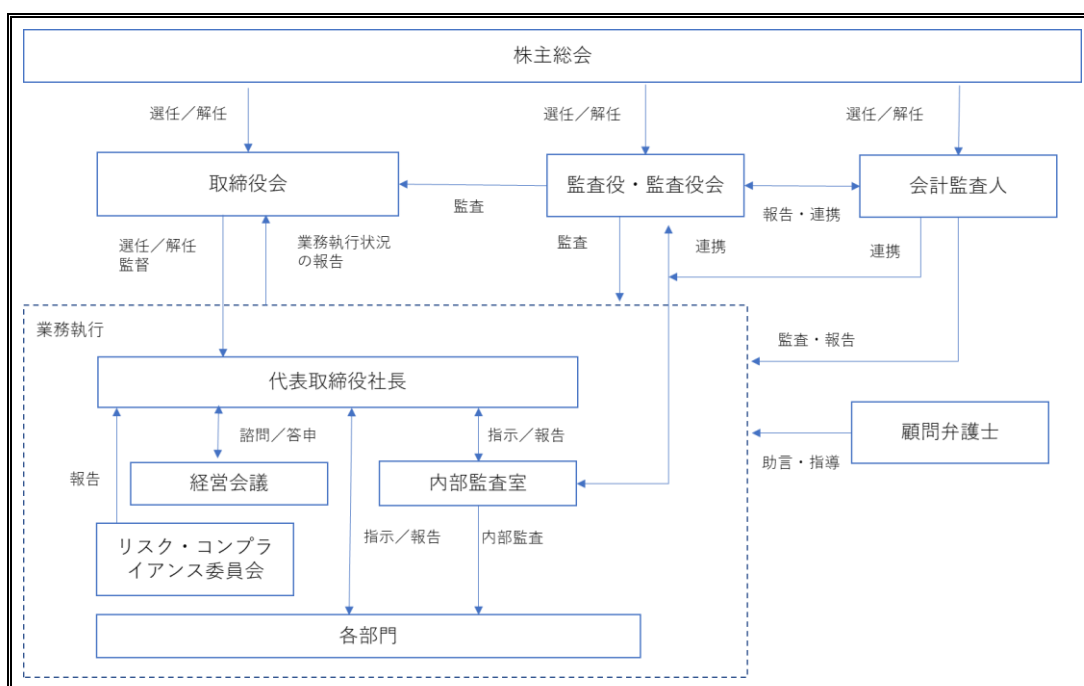 株主総会
選任／解任
選任／解任
選任／解任
取締役会
監査役・監査役会
会計監査人
監査
報告・連携
選任／解任
監督
業務執行状況
の報告
監査
連携
連携
業務執行
監査・報告
代表取締役社長
諮問／答申
指示／報告
顧問弁護士
助言・指導
報告
経営会議
内部監査室
リスク・コンプラ
イアンス委員会
指示／報告
内部監査
各部門